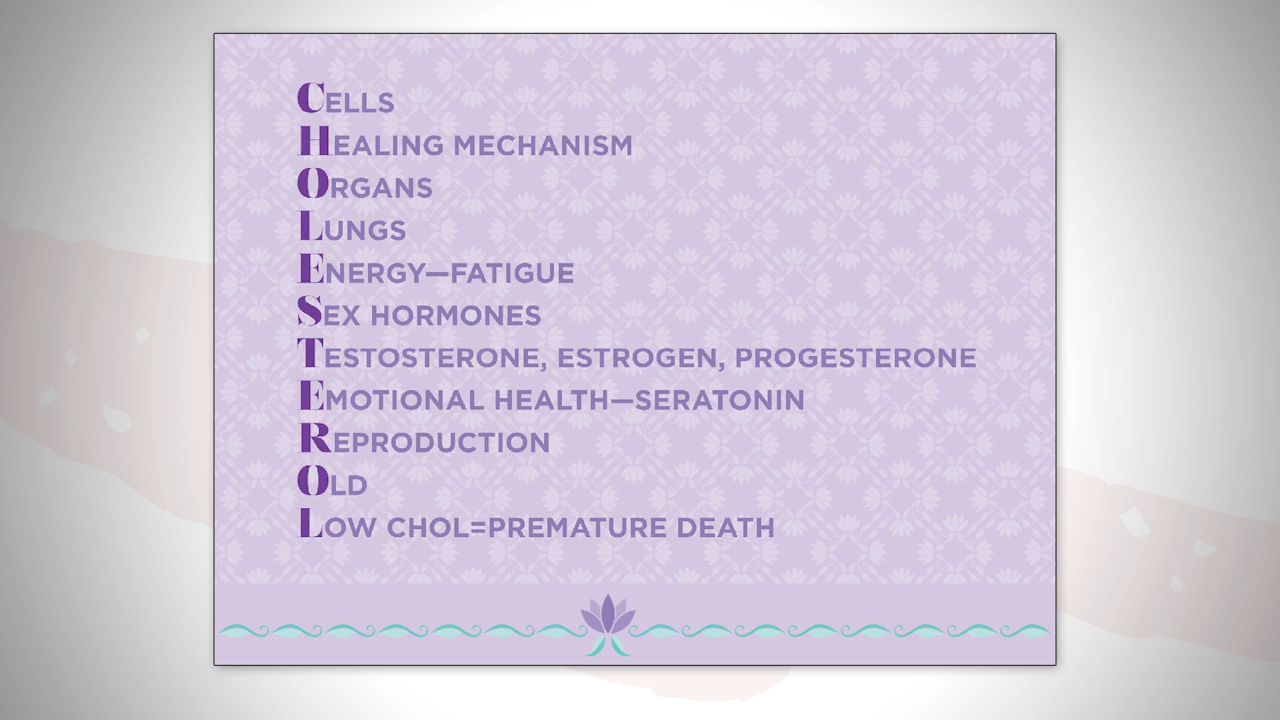 CELLS
HEALING MECHANISM
ORGANS
LUNGS
ENERGY—FATIGUE
SEX HORMONES
TESTOSTERONE, ESTROGEN, PROGESTERONE
EMOTIONAL HEALTH—SERATONIN
REPRODUCTION
OLD
LOW CHOL=PREMATURE DEATH